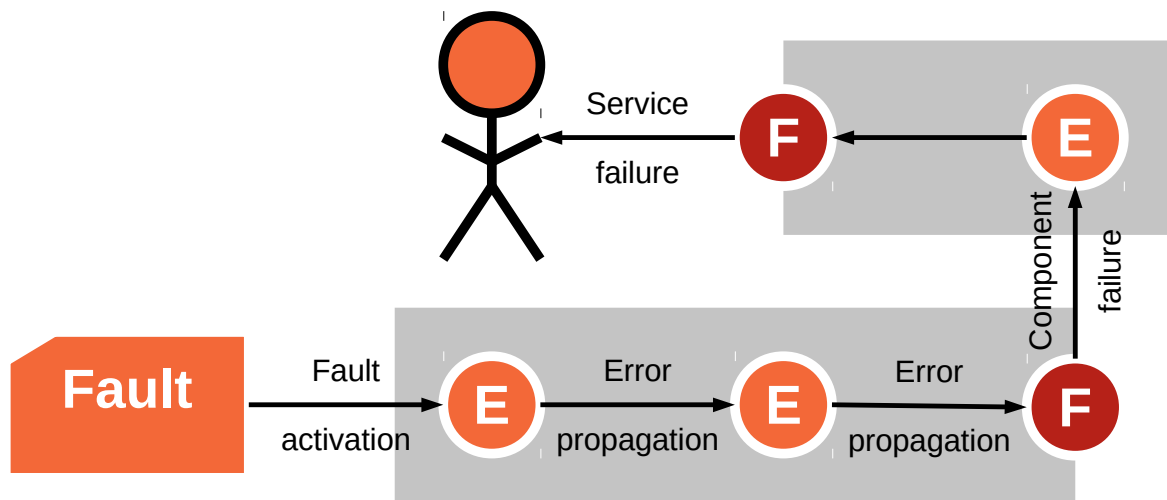 Service
failure
F
E
Component
failure
Fault
Fault
activation
E
Error
propagation
E
Error
propagation
F